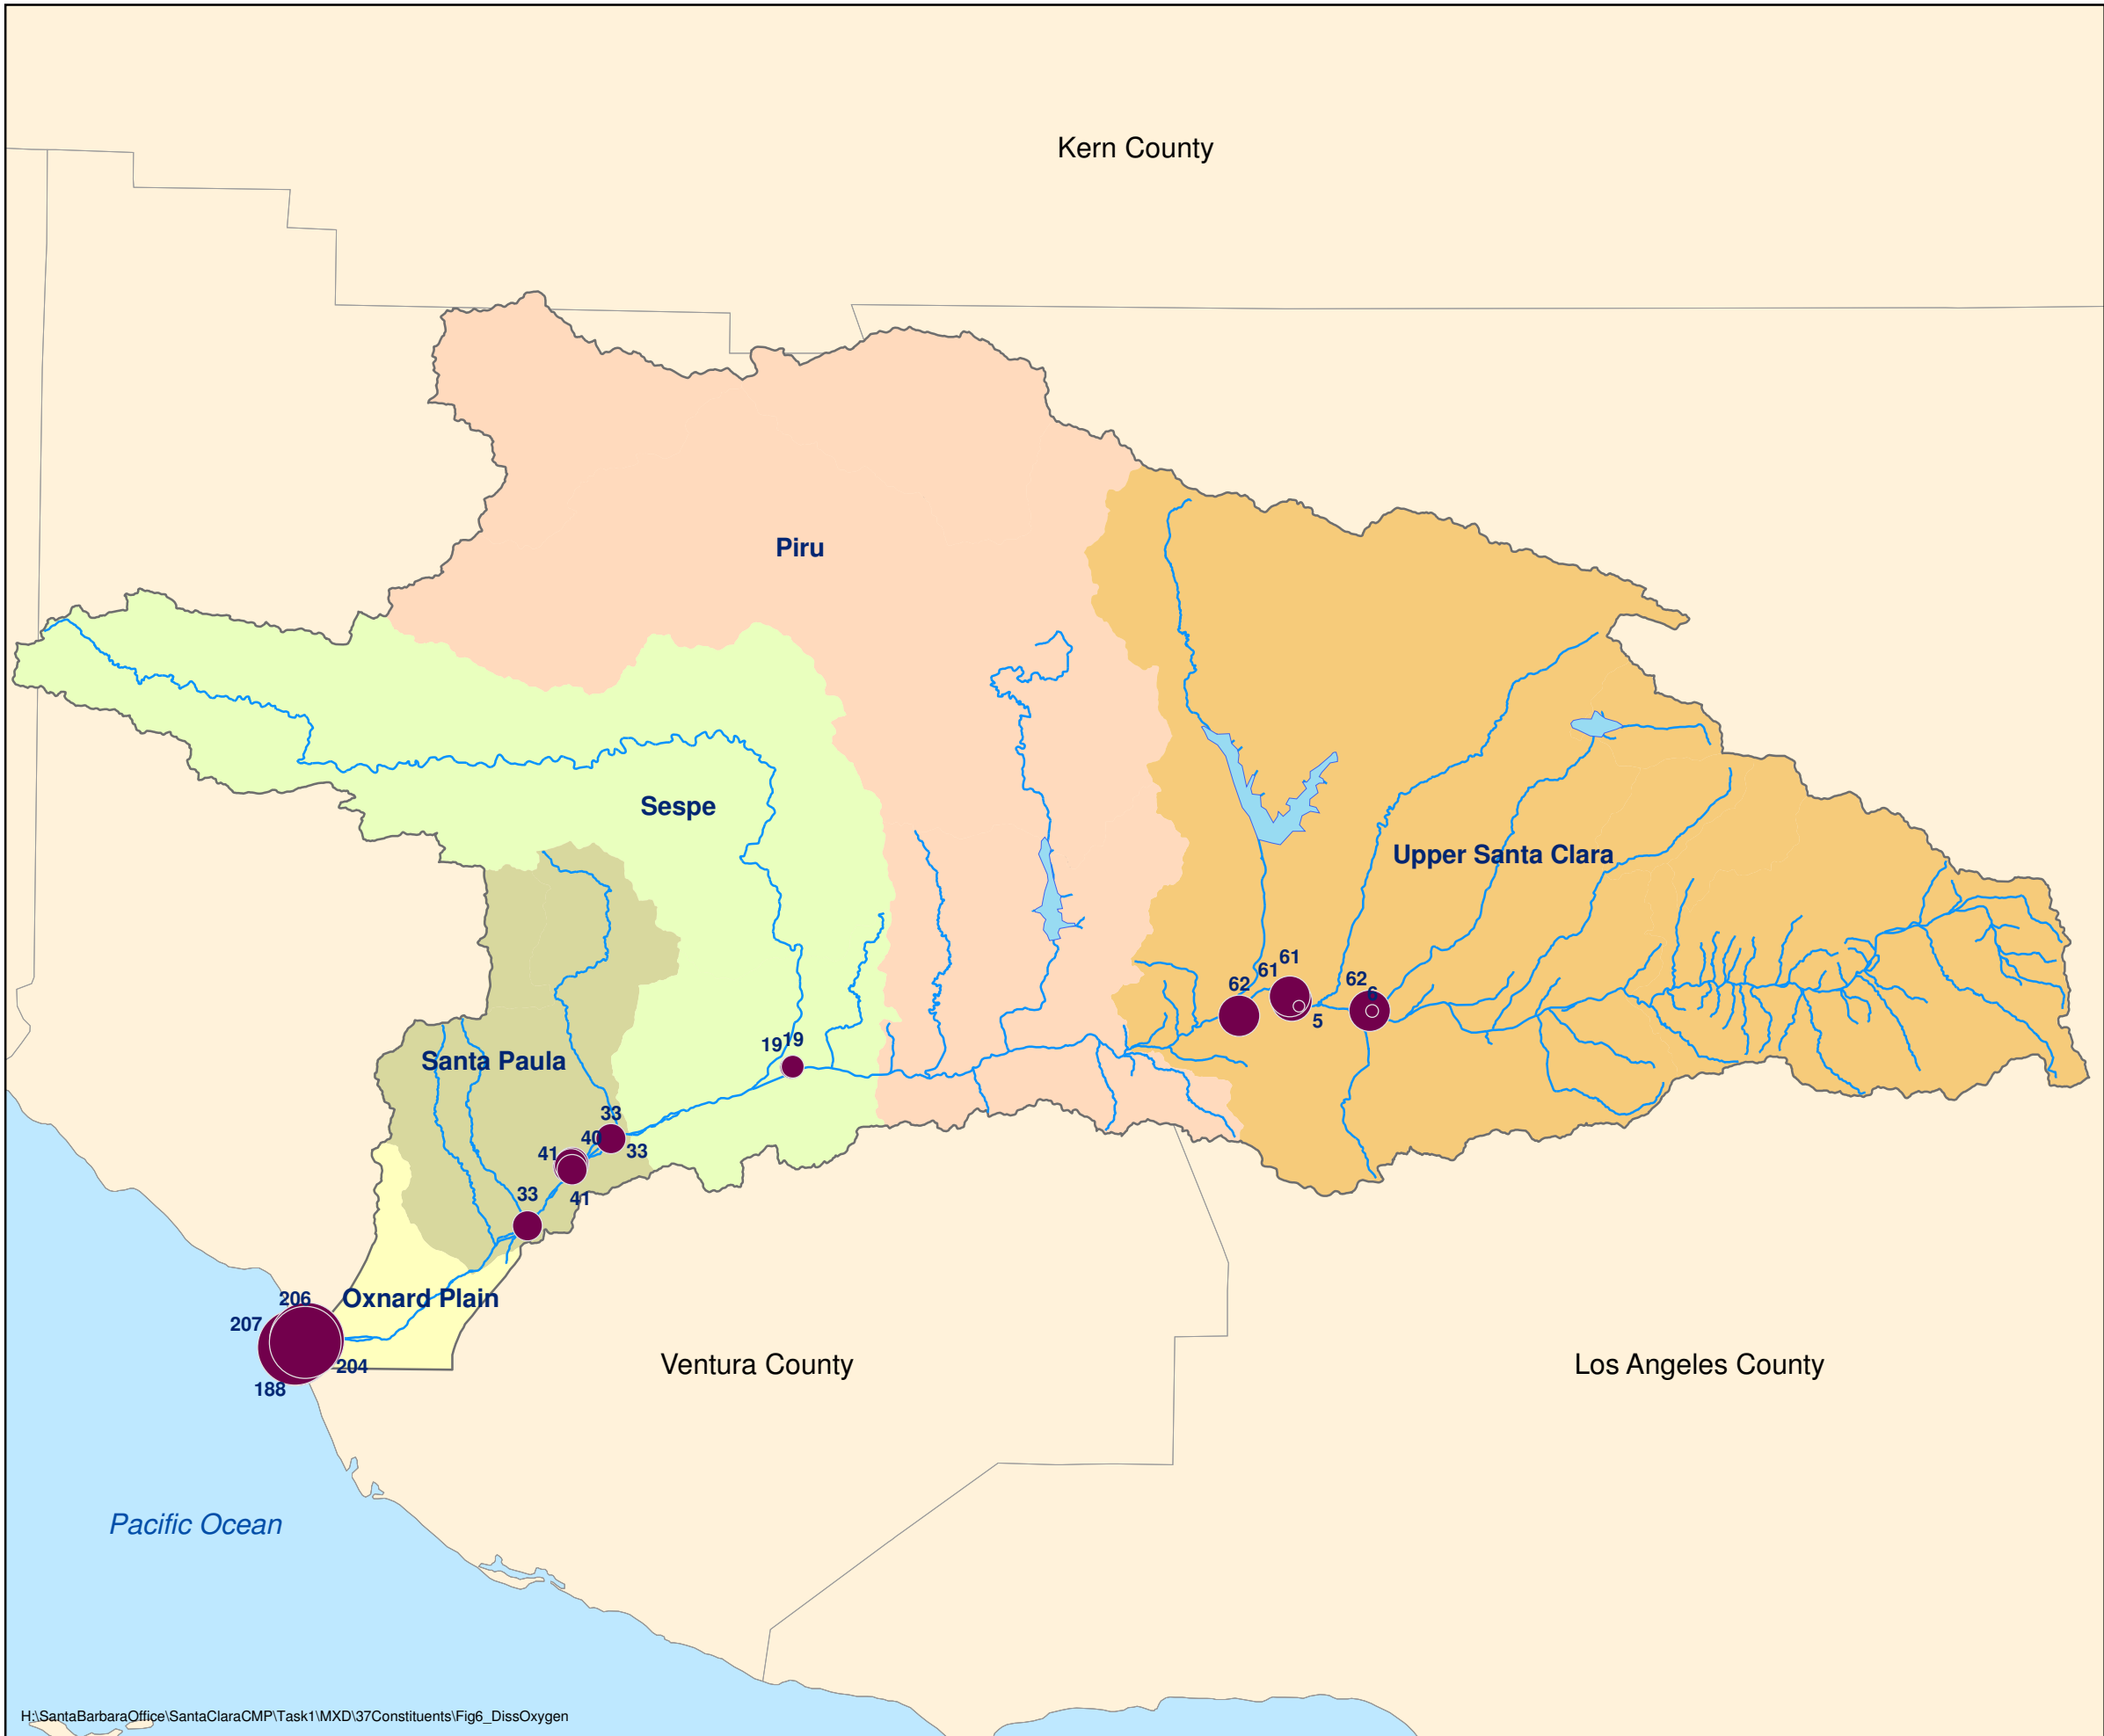 Kern County
Piru
Sespe
Upper Santa Clara
61
61
62
62
6
5
19
19
Santa Paula
33
40
33
41
41
33
206
Oxnard Plain
207
204
188
Ventura County
Los Angeles County
Pacific Ocean
H:\SantaBarbaraOffice\SantaClaraCMP\Task1\MXD\37Constituents\Fig6_DissOxygen